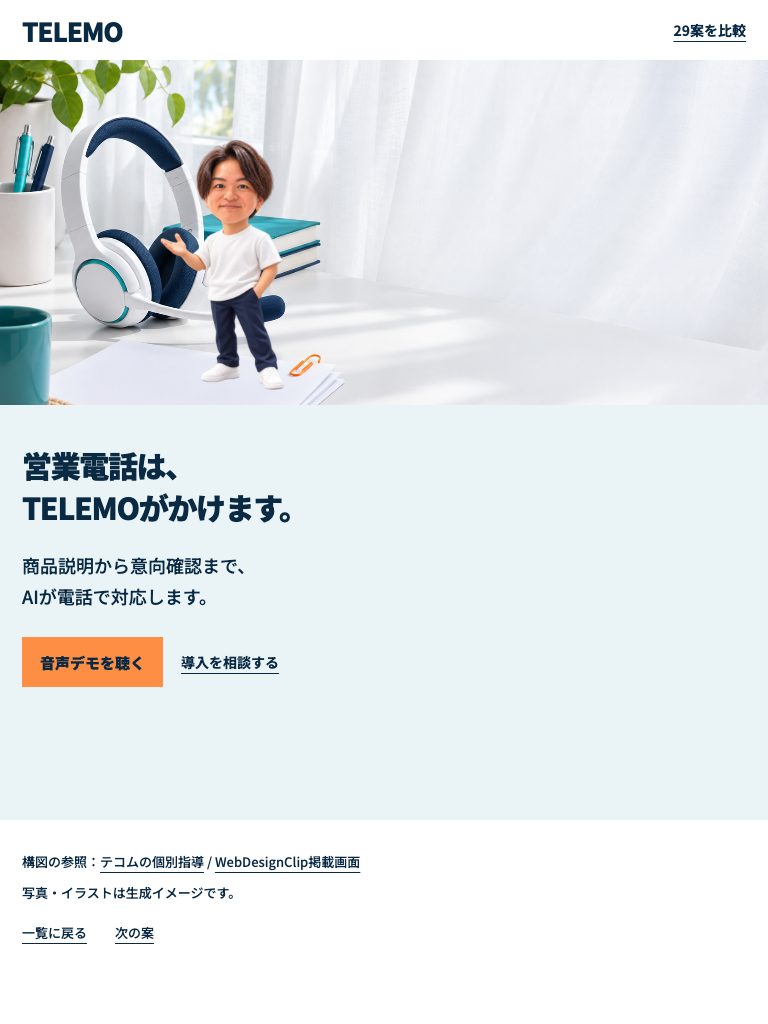 TELEMO
29案を比較
営業電話は、
TELEMOがかけます。
商品説明から意向確認まで、
AIが電話で対応します。
音声デモを聴く
導入を相談する
構図の参照：テコムの個別指導 / WebDesignClip掲載画面
写真・イラストは生成イメージです。
一覧に戻る
次の案